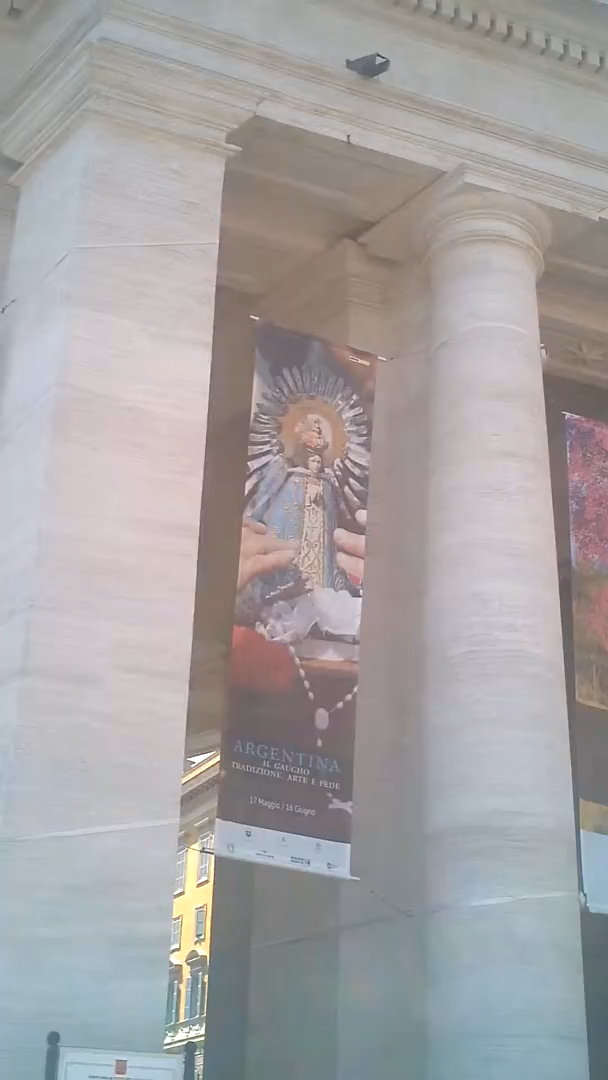 ARGENTINA
IL GAUCHO
TRADIZIONE, ARTE E FEDE
17 Maggio / 16 Giugno